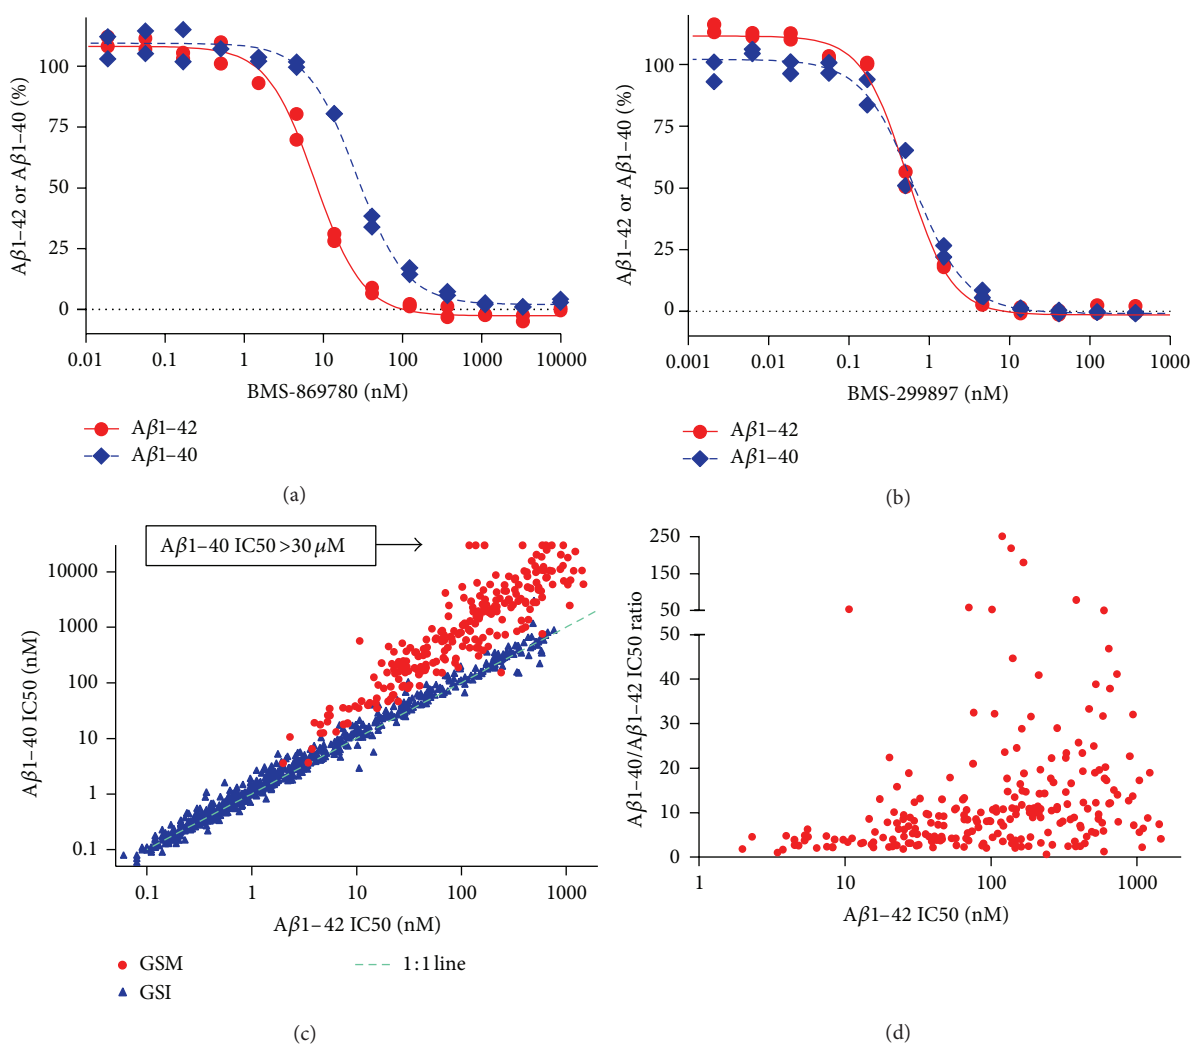 100
75
50
25
0
Aβ1–42 or Aβ1–40 (%)
0.01 0.1 1 10 100 1000 10000
BMS-869780 (nM)
Aβ1–42
Aβ1–40
(a)
100
75
50
25
0
Aβ1–42 or Aβ1–40 (%)
0.001 0.01 0.1 1 10 100 1000
BMS-299897 (nM)
Aβ1–42
Aβ1–40
(b)
Aβ1–40 IC50 >30 μM
10000
1000
100
10
1
0.1
Aβ1–40 IC50 (nM)
0.1 1 10 100 1000
Aβ1–42 IC50 (nM)
GSM
GSI
1:1 line
(c)
250
150
50
50
40
30
20
10
0
Aβ1–40/Aβ1–42 IC50 ratio
1 10 100 1000
Aβ1–42 IC50 (nM)
(d)